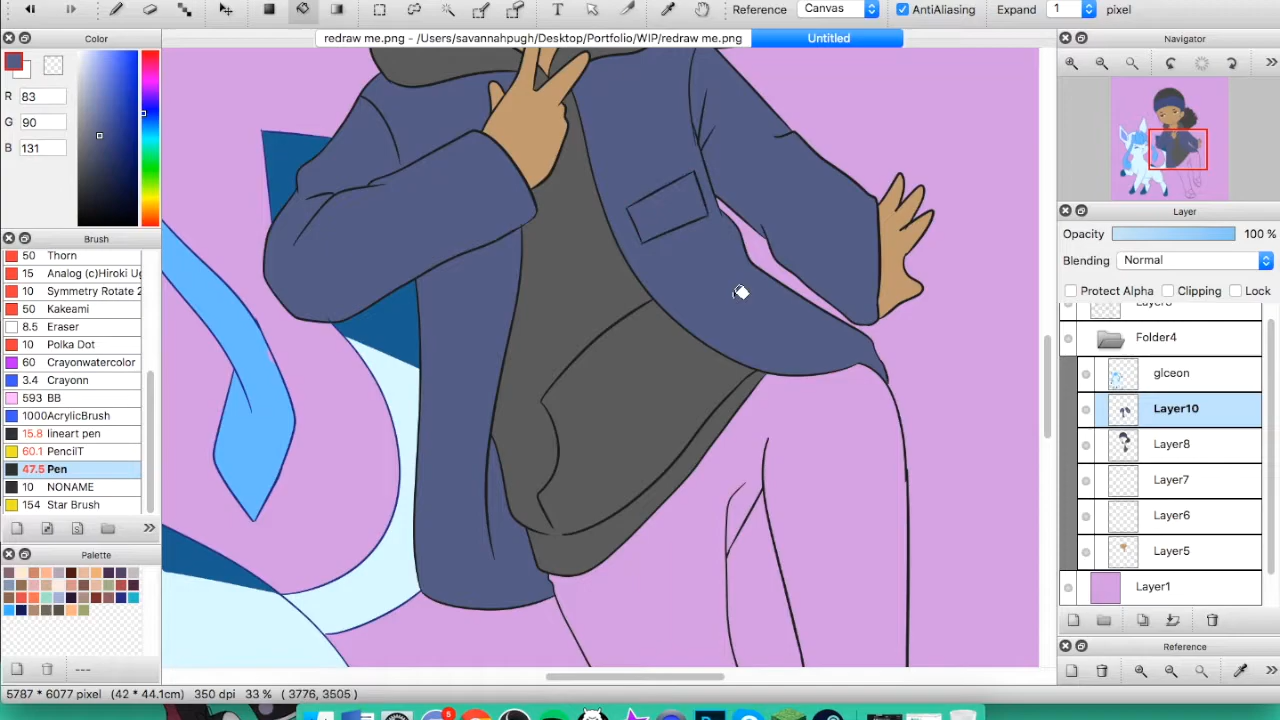 Reference Canvas AntiAliasing Expand 1 pixel
redraw me.png - /Users/savannahpugh/Desktop/Portfolio/WIP/redraw me.png Untitled
Color
R 83
G 90
B 131
Brush
50 Thorn
15 Analog (c)Hiroki Ug
10 Symmetry Rotate 2
50 Kakeami
8.5 Eraser
10 Polka Dot
60 Crayonwatercolor
3.4 Crayonn
593 BB
1000 AcrylicBrush
15.8 lineart pen
60.1 PencilT
47.5 Pen
10 NONAME
154 Star Brush
Palette
---
Navigator
Layer
Opacity 100 %
Blending Normal
Protect Alpha Clipping Lock
Folder4
glceon
Layer10
Layer8
Layer7
Layer6
Layer5
Layer1
Reference
5787 * 6077 pixel (42 * 44.1cm) 350 dpi 33 % ( 3776, 3505 )